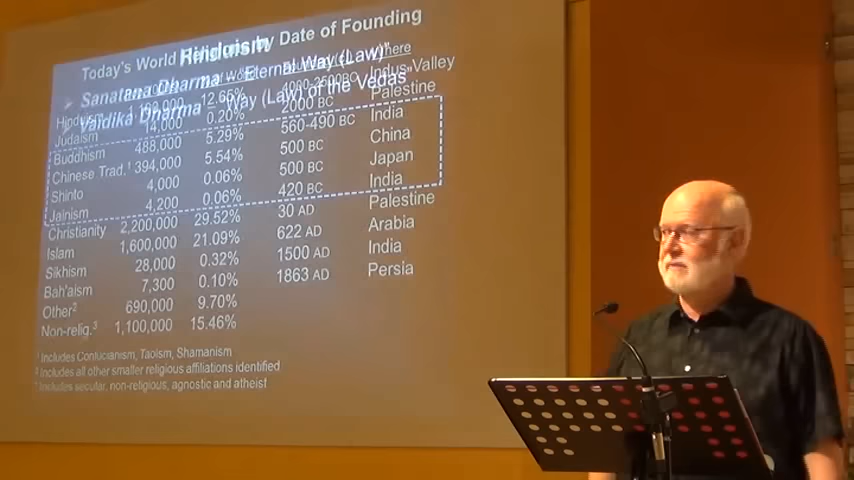 Today's World Religions by Date of Founding
Hinduism
Sanatana Dharma – "Eternal Way (Law)"
Vaidika Dharma – "Way (Law) of the Vedas"
Hinduism 1,100,000 12.65% 4000-2500BC Indus Valley
Judaism 14,000 0.20% 2000 BC Palestine
Buddhism 488,000 5.29% 560-490 BC India
Chinese Trad.¹ 394,000 5.54% 500 BC China
Shinto 4,000 0.06% 500 BC Japan
Jainism 4,200 0.06% 420 BC India
Christianity 2,200,000 29.52% 30 AD Palestine
Islam 1,600,000 21.09% 622 AD Arabia
Sikhism 28,000 0.32% 1500 AD India
Bah'aism 7,300 0.10% 1863 AD Persia
Other² 690,000 9.70%
Non-relig.³ 1,100,000 15.46%
¹ Includes Confucianism, Taoism, Shamanism
² Includes all other smaller religious affiliations identified
³ Includes secular, non-religious, agnostic and atheist